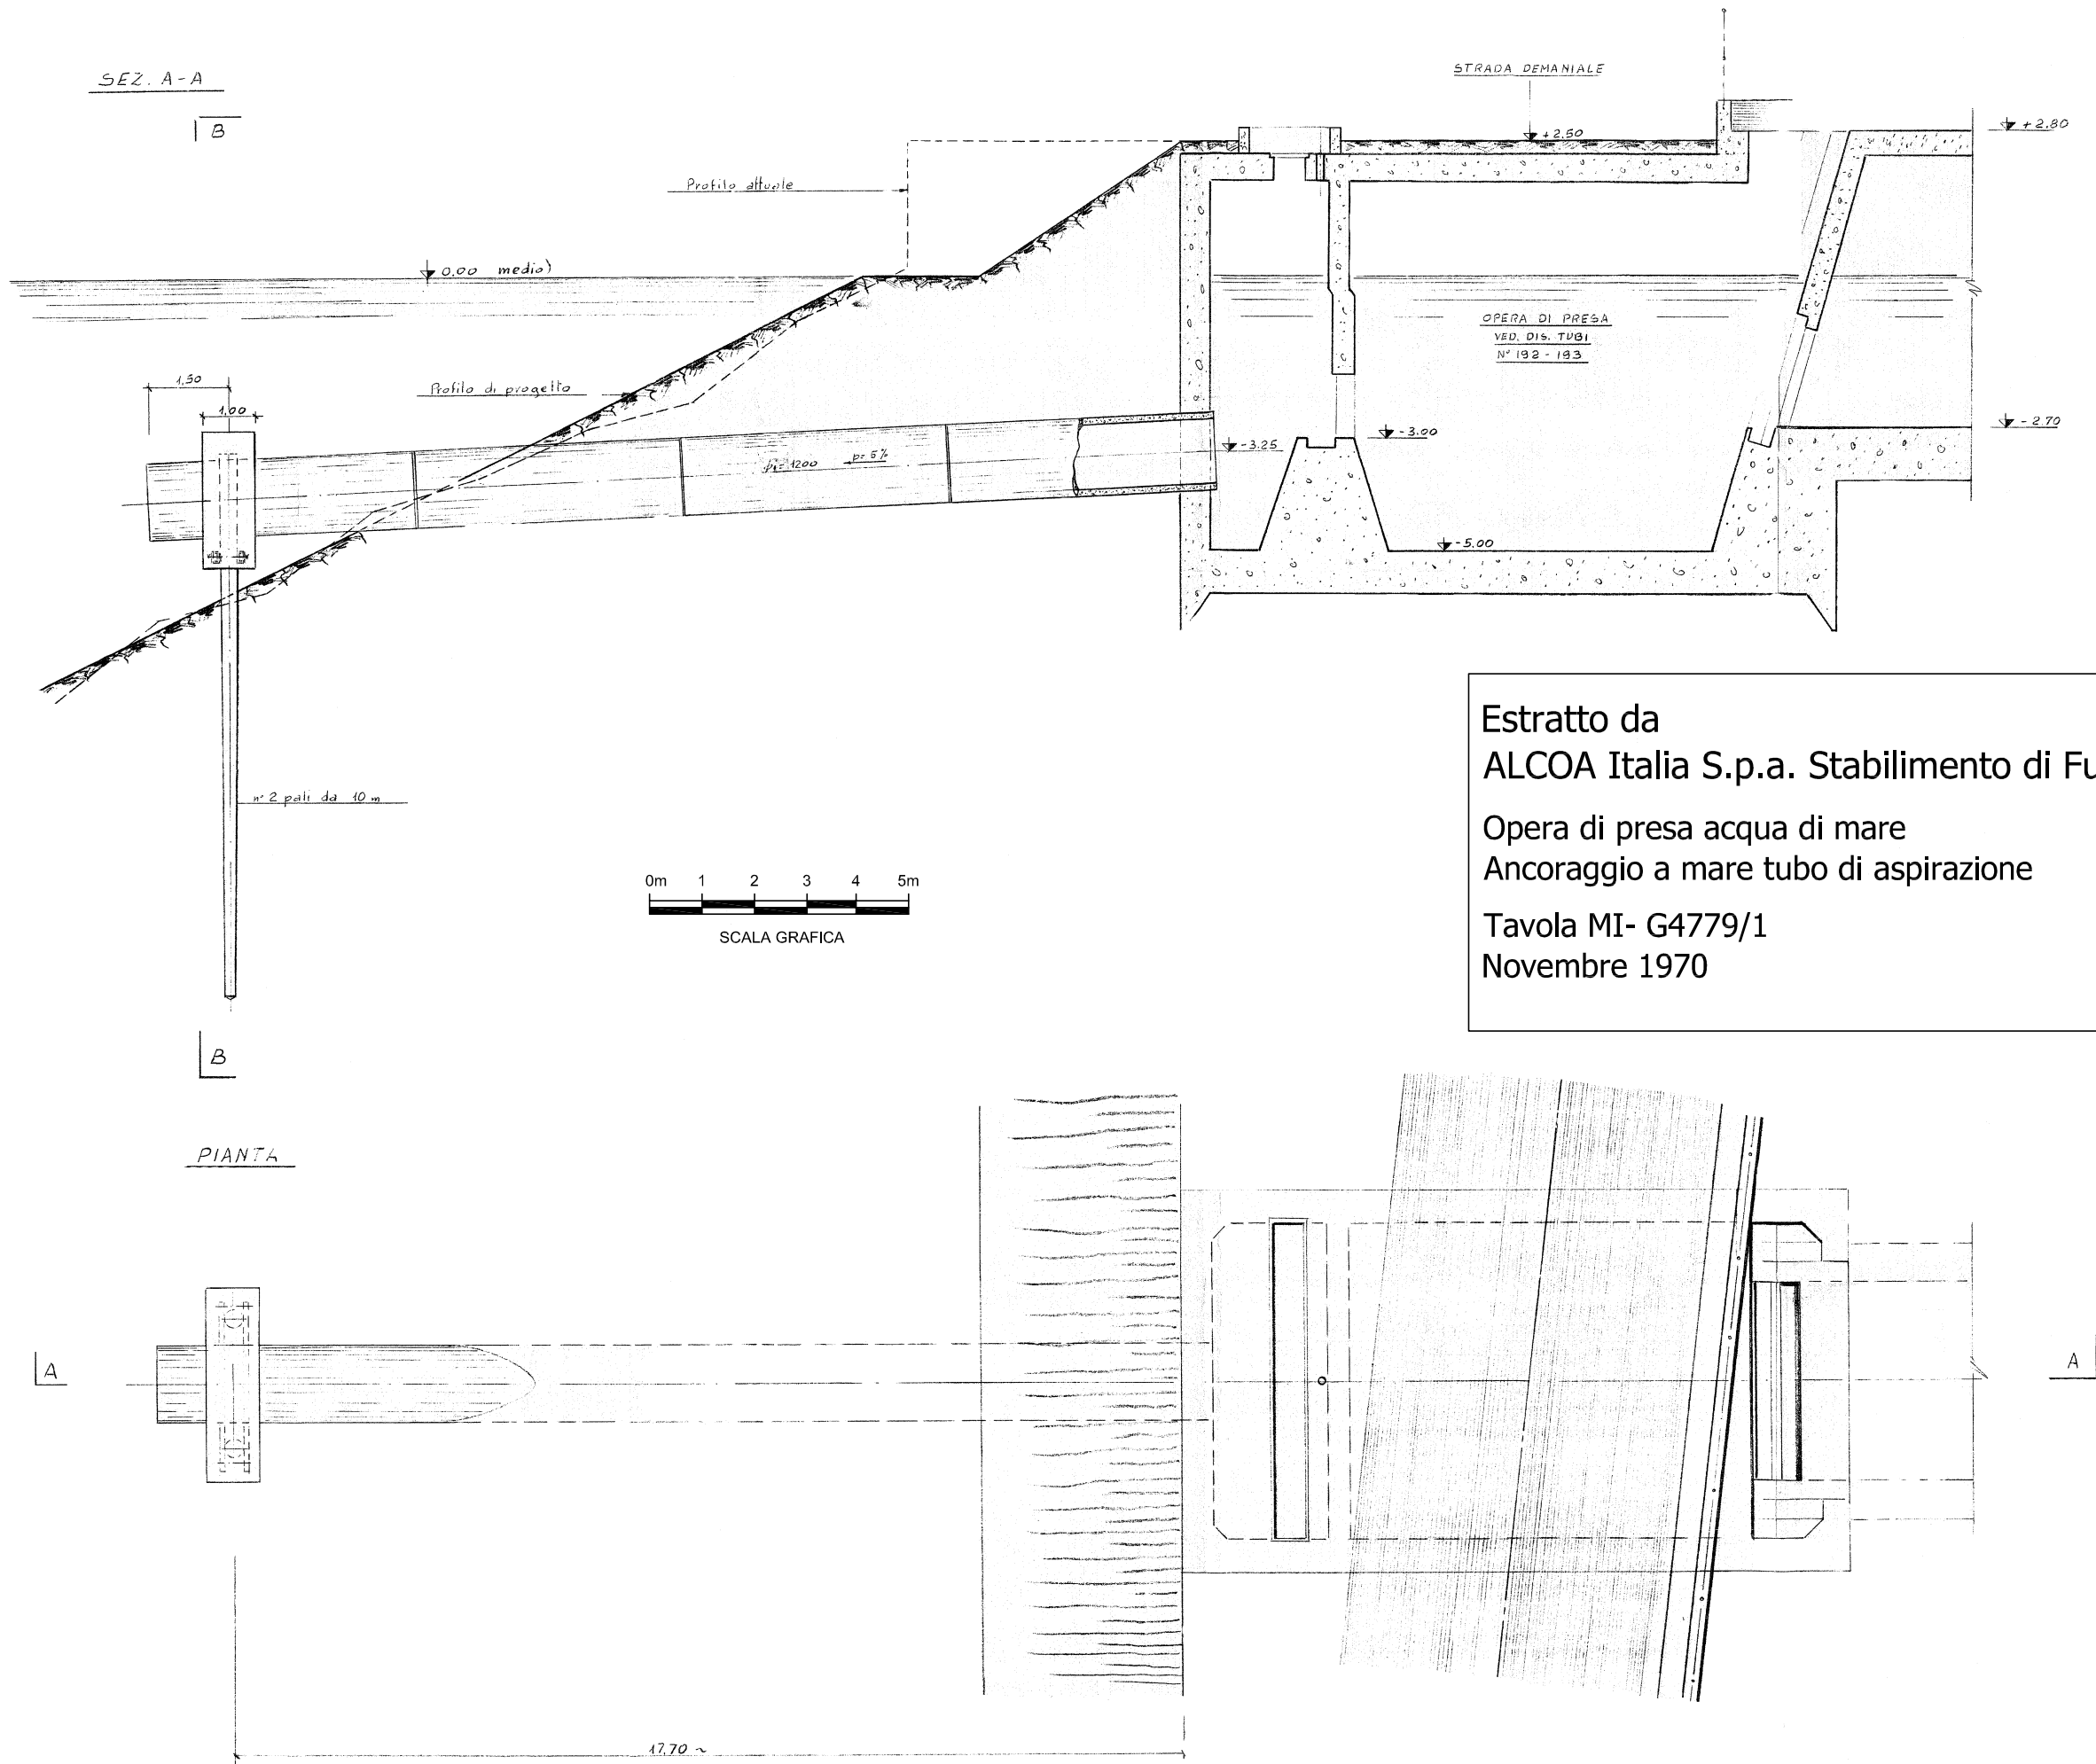 SEZ. A-A
B
STRADA DEMANIALE
+2.50
+2.80
Profilo attuale
0.00 medio)
OPERA DI PRESA
VED. DIS. TUBI
N° 192 - 193
1,50
1,00
Profilo di progetto
-3.25
-3.00
-2.70
p= 5%
-5.00
n° 2 pali da 10 m
0m 1 2 3 4 5m
SCALA GRAFICA
Estratto da
ALCOA Italia S.p.a. Stabilimento di Fu
Opera di presa acqua di mare
Ancoraggio a mare tubo di aspirazione
Tavola MI- G4779/1
Novembre 1970
B
PIANTA
A
A
17.70 ~